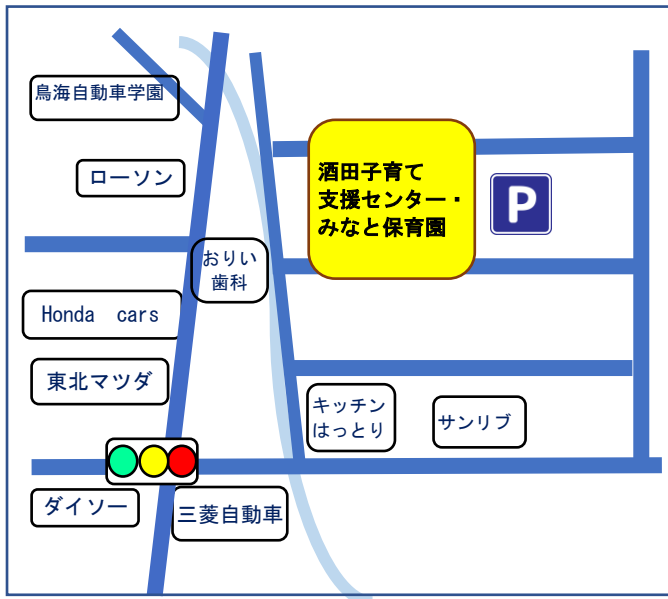 鳥海自動車学園
ローソン
酒田子育て
支援センター・
みなと保育園
P
おりい
歯科
Honda cars
東北マツダ
キッチン
はっとり
サンリブ
ダイソー
三菱自動車